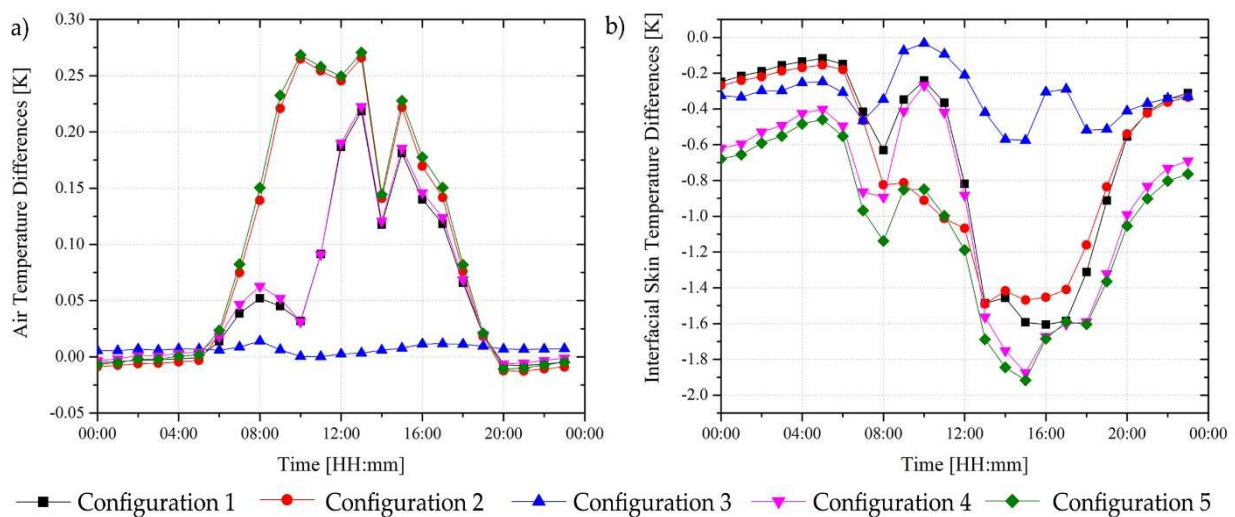 a)
Air Temperature Differences [K]
0.30
0.25
0.20
0.15
0.10
0.05
0.00
-0.05
00:00 04:00 08:00 12:00 16:00 20:00 00:00
Time [HH:mm]
b)
Interfacial Skin Temperature Differences [K]
0.0
-0.2
-0.4
-0.6
-0.8
-1.0
-1.2
-1.4
-1.6
-1.8
-2.0
00:00 04:00 08:00 12:00 16:00 20:00 00:00
Time [HH:mm]
Configuration 1 Configuration 2 Configuration 3 Configuration 4 Configuration 5